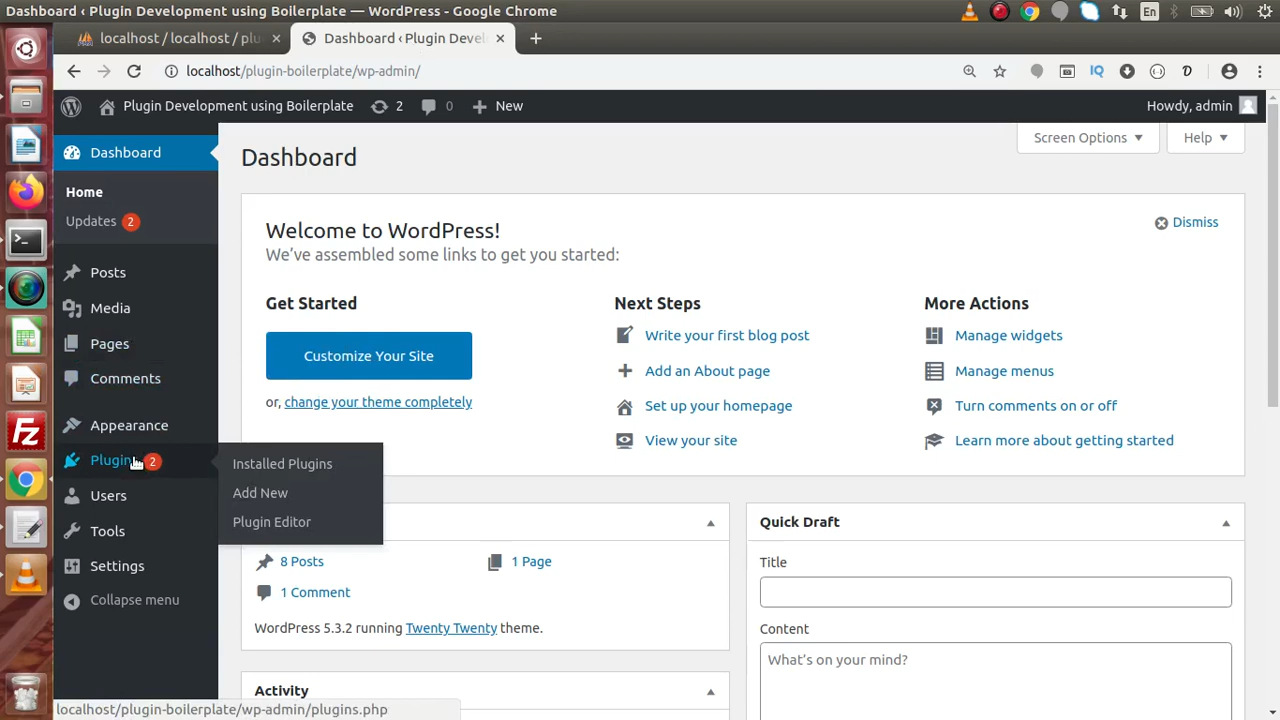 Dashboard ‹ Plugin Development using Boilerplate — WordPress - Google Chrome
En
localhost / localhost / plu
Dashboard ‹ Plugin Devel
localhost/plugin-boilerplate/wp-admin/
Plugin Development using Boilerplate 2 0 New Howdy, admin
Dashboard
Home
Updates 2
Posts
Media
Pages
Comments
Appearance
Plugin 2
Users
Tools
Settings
Collapse menu
Installed Plugins
Add New
Plugin Editor
Screen Options Help
Dashboard
Welcome to WordPress!
Dismiss
We’ve assembled some links to get you started:
Get Started
Customize Your Site
or, change your theme completely
Next Steps
Write your first blog post
Add an About page
Set up your homepage
View your site
More Actions
Manage widgets
Manage menus
Turn comments on or off
Learn more about getting started
8 Posts 1 Page
1 Comment
WordPress 5.3.2 running Twenty Twenty theme.
Activity
Quick Draft
Title
Content
What’s on your mind?
localhost/plugin-boilerplate/wp-admin/plugins.php